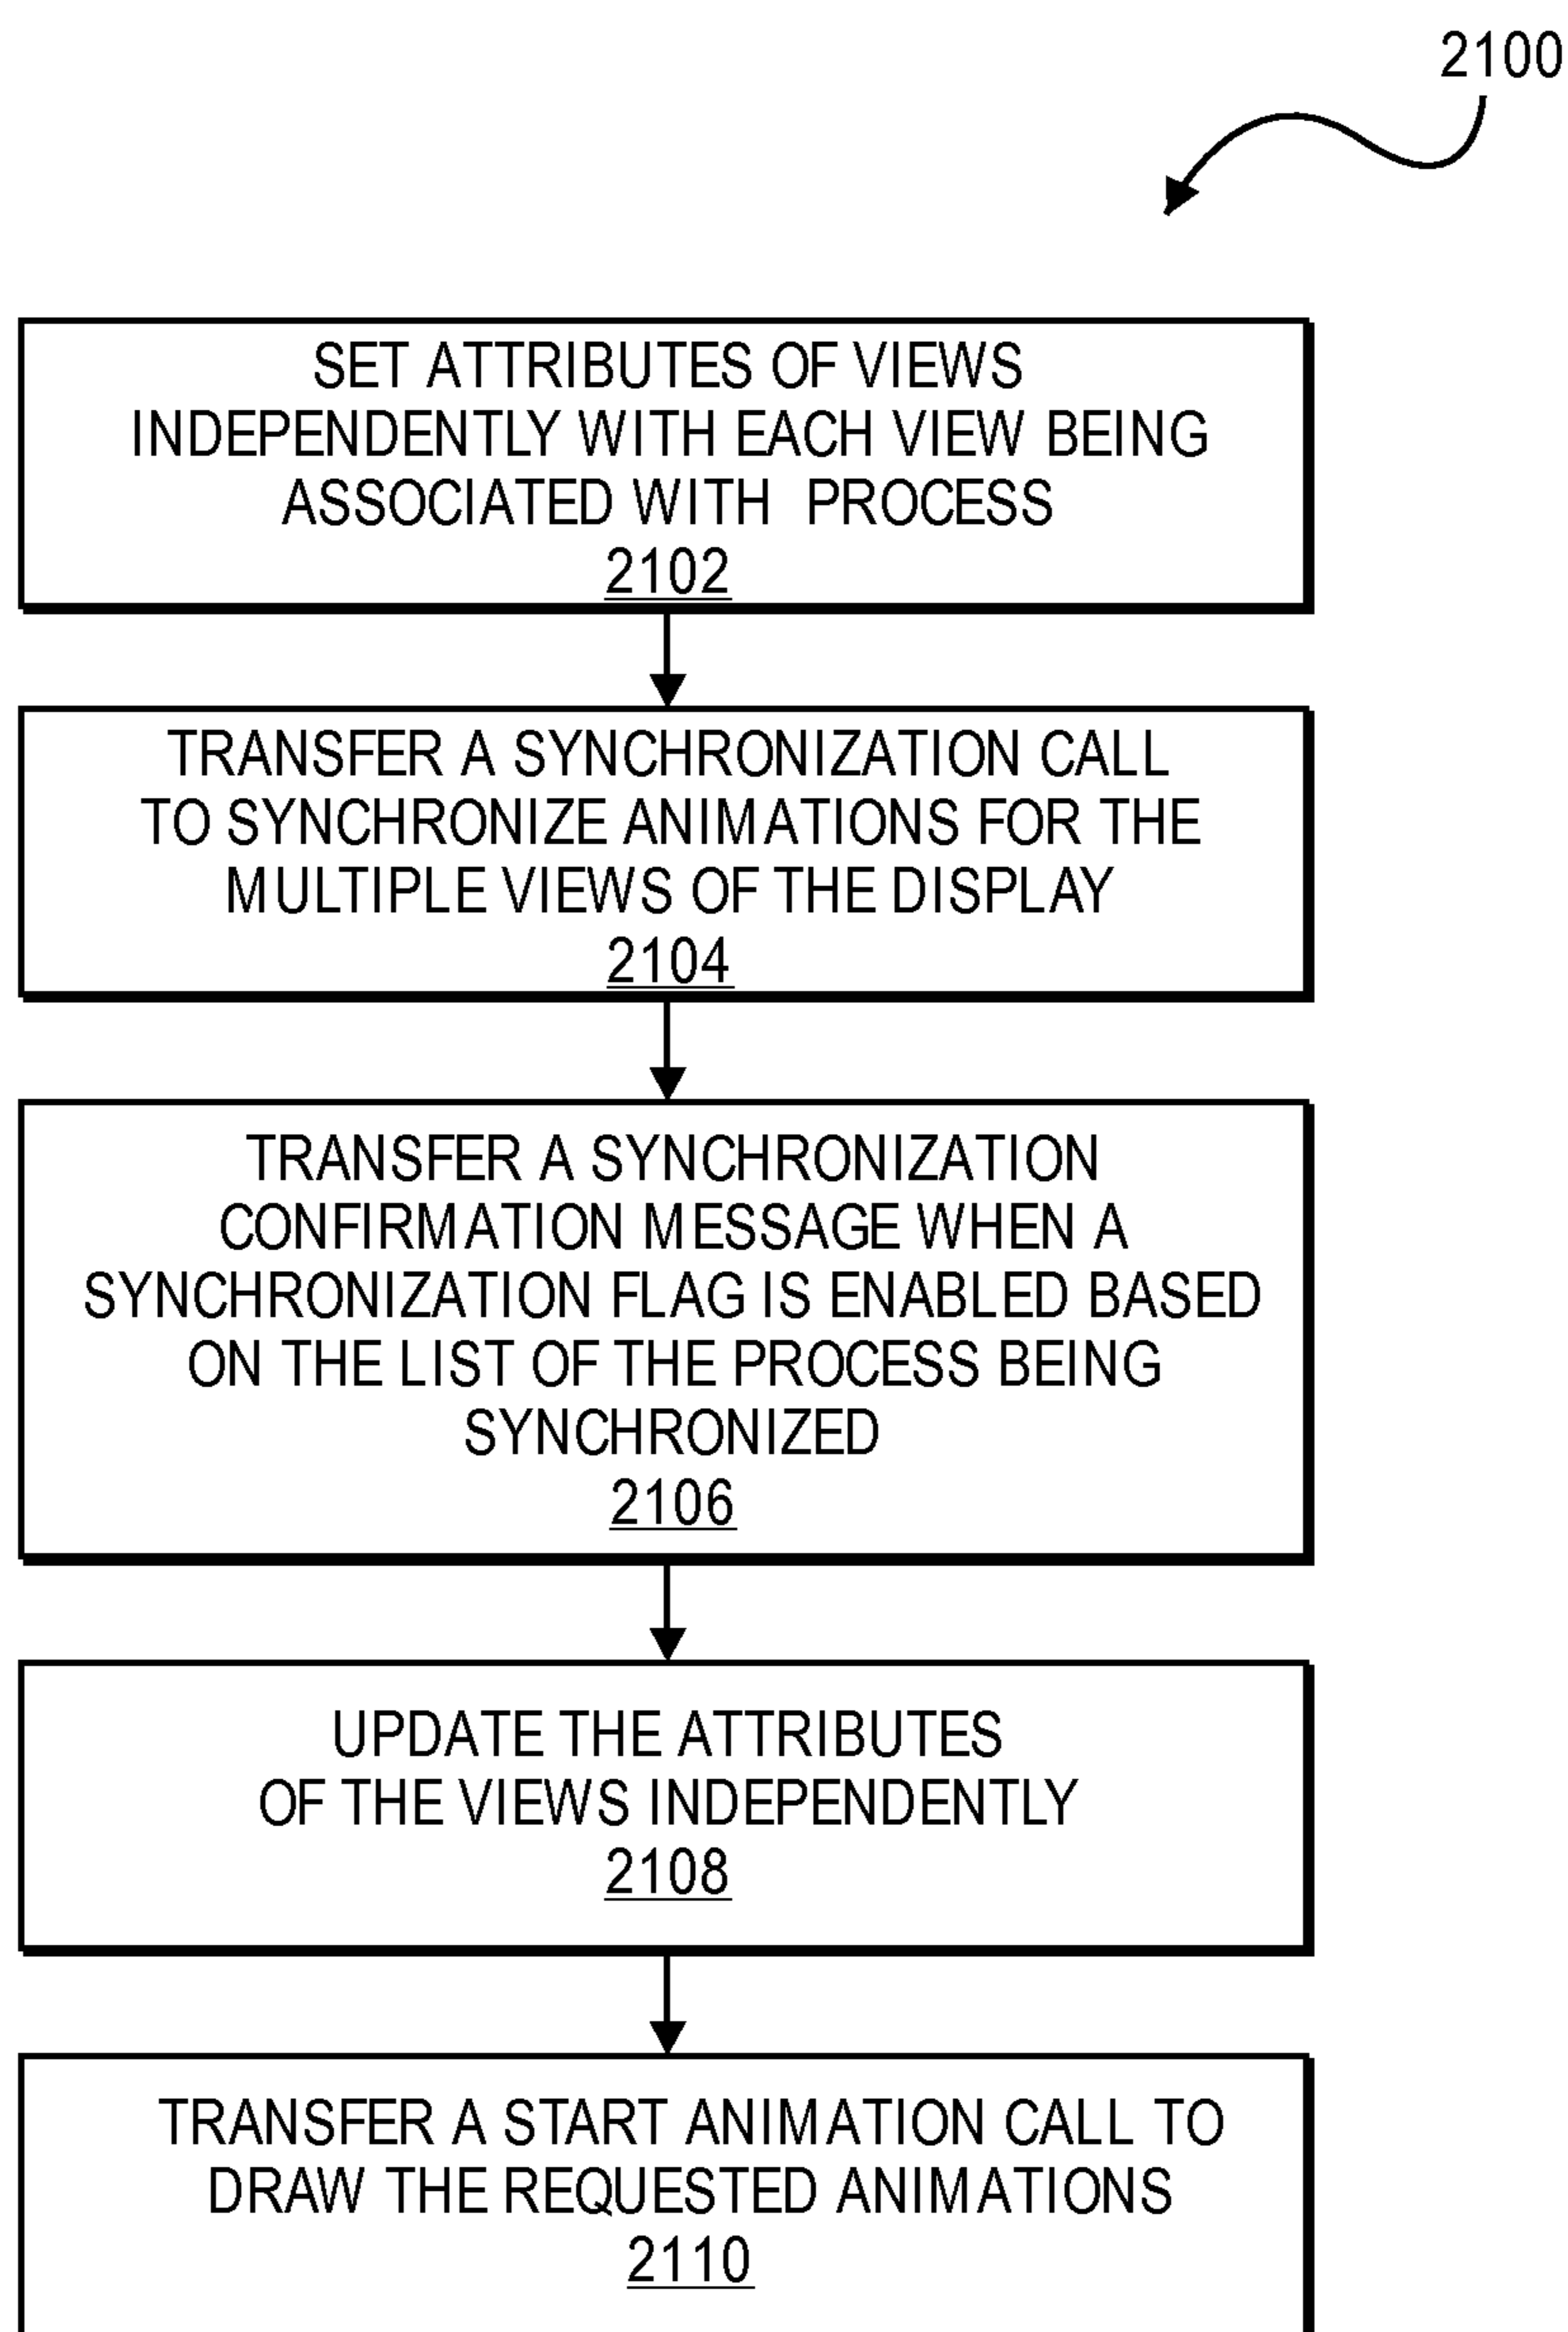 2100
SET ATTRIBUTES OF VIEWS
INDEPENDENTLY WITH EACH VIEW BEING
ASSOCIATED WITH PROCESS
2102
TRANSFER A SYNCHRONIZATION CALL
TO SYNCHRONIZE ANIMATIONS FOR THE
MULTIPLE VIEWS OF THE DISPLAY
2104
TRANSFER A SYNCHRONIZATION
CONFIRMATION MESSAGE WHEN A
SYNCHRONIZATION FLAG IS ENABLED BASED
ON THE LIST OF THE PROCESS BEING
SYNCHRONIZED
2106
UPDATE THE ATTRIBUTES
OF THE VIEWS INDEPENDENTLY
2108
TRANSFER A START ANIMATION CALL TO
DRAW THE REQUESTED ANIMATIONS
2110